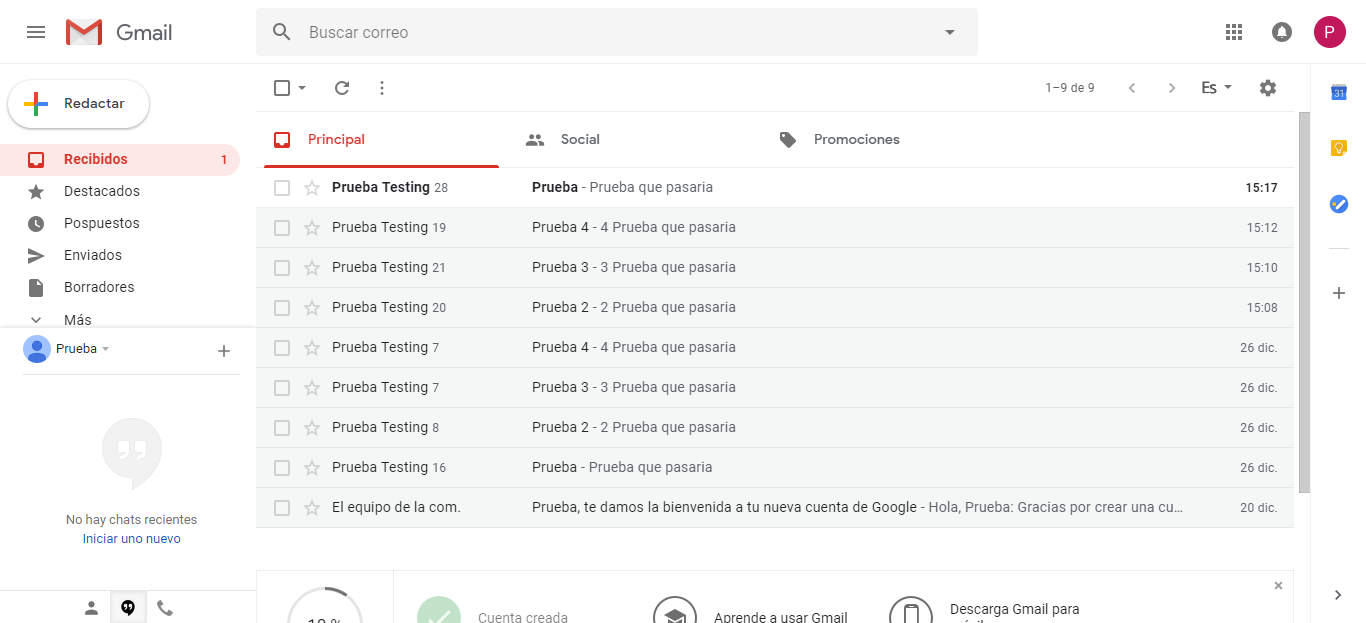 Gmail
Buscar correo
P
Redactar
1–9 de 9
Es
31
Recibidos 1
Destacados
Pospuestos
Enviados
Borradores
Más
Prueba
No hay chats recientes
Iniciar uno nuevo
Principal Social Promociones
Prueba Testing 28 Prueba - Prueba que pasaria 15:17
Prueba Testing 19 Prueba 4 - 4 Prueba que pasaria 15:12
Prueba Testing 21 Prueba 3 - 3 Prueba que pasaria 15:10
Prueba Testing 20 Prueba 2 - 2 Prueba que pasaria 15:08
Prueba Testing 7 Prueba 4 - 4 Prueba que pasaria 26 dic.
Prueba Testing 7 Prueba 3 - 3 Prueba que pasaria 26 dic.
Prueba Testing 8 Prueba 2 - 2 Prueba que pasaria 26 dic.
Prueba Testing 16 Prueba - Prueba que pasaria 26 dic.
El equipo de la com. Prueba, te damos la bienvenida a tu nueva cuenta de Google - Hola, Prueba: Gracias por crear una cu… 20 dic.
Cuenta creada
Aprende a usar Gmail
Descarga Gmail para